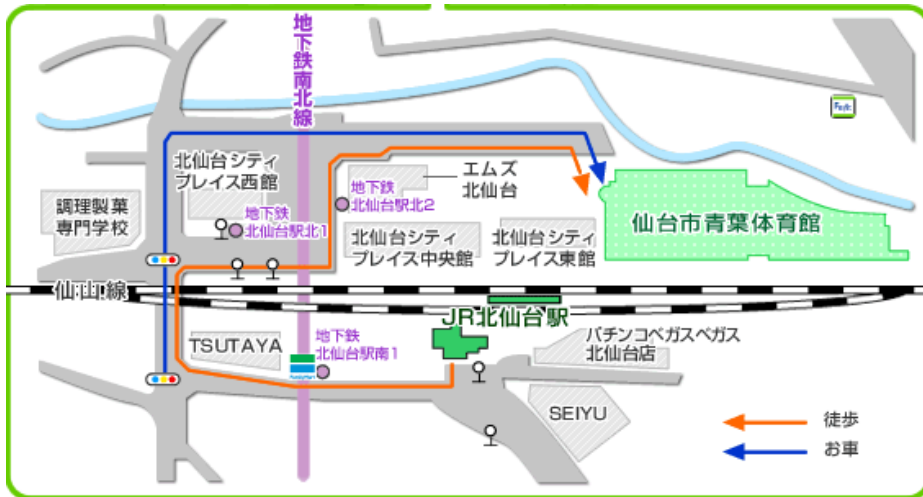 地下鉄南北線
北仙台シティ
プレイス西館
エムズ
北仙台
地下鉄
北仙台駅北2
調理製菓
専門学校
地下鉄
北仙台駅北1
北仙台シティ
プレイス中央館
北仙台シティ
プレイス東館
仙台市青葉体育館
仙山線
JR北仙台駅
TSUTAYA
地下鉄
北仙台駅南1
パチンコベガスベガス
北仙台店
SEIYU
徒歩
お車